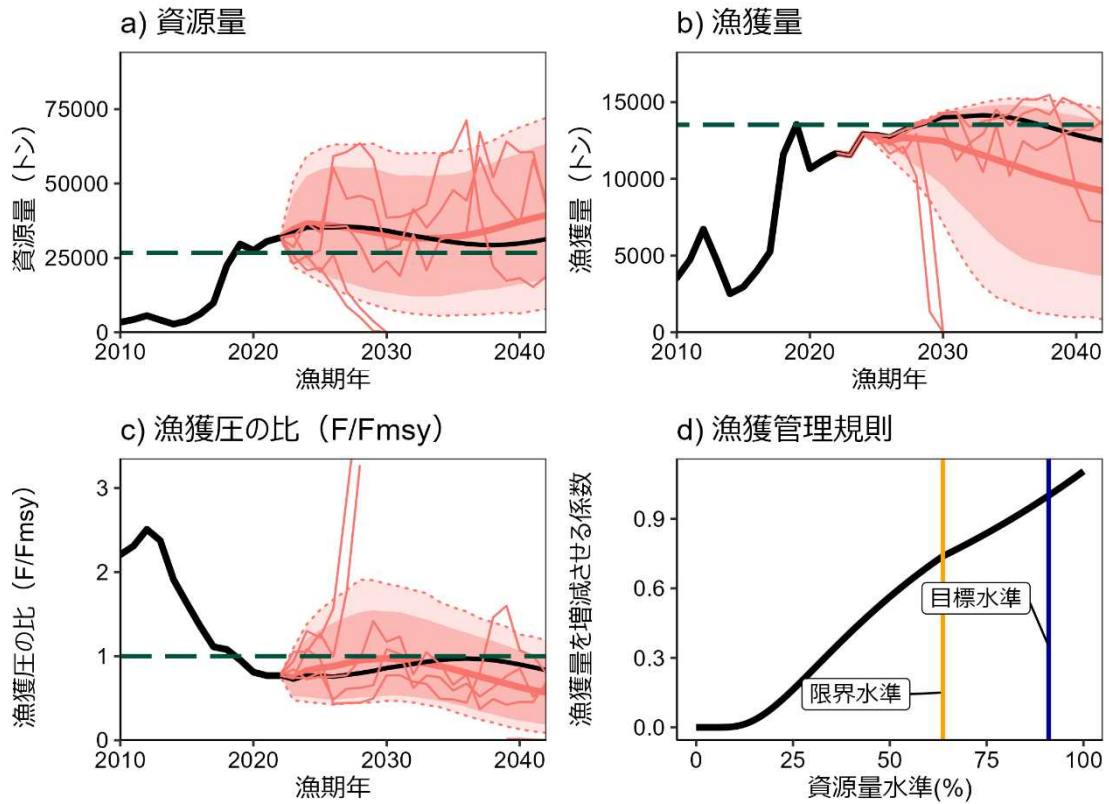 a) 資源量
資源量（トン）
75000
50000
25000
0
2010
2020
2030
2040
漁期年
b) 漁獲量
漁獲量（トン）
15000
10000
5000
0
2010
2020
2030
2040
漁期年
c) 漁獲圧の比（F/Fmsy）
漁獲圧の比（F/Fmsy）
3
2
1
0
2010
2020
2030
2040
漁期年
d) 漁獲管理規則
漁獲量を増減させる係数
0.9
0.6
0.3
0.0
目標水準
限界水準
0
25
50
75
100
資源量水準(%)